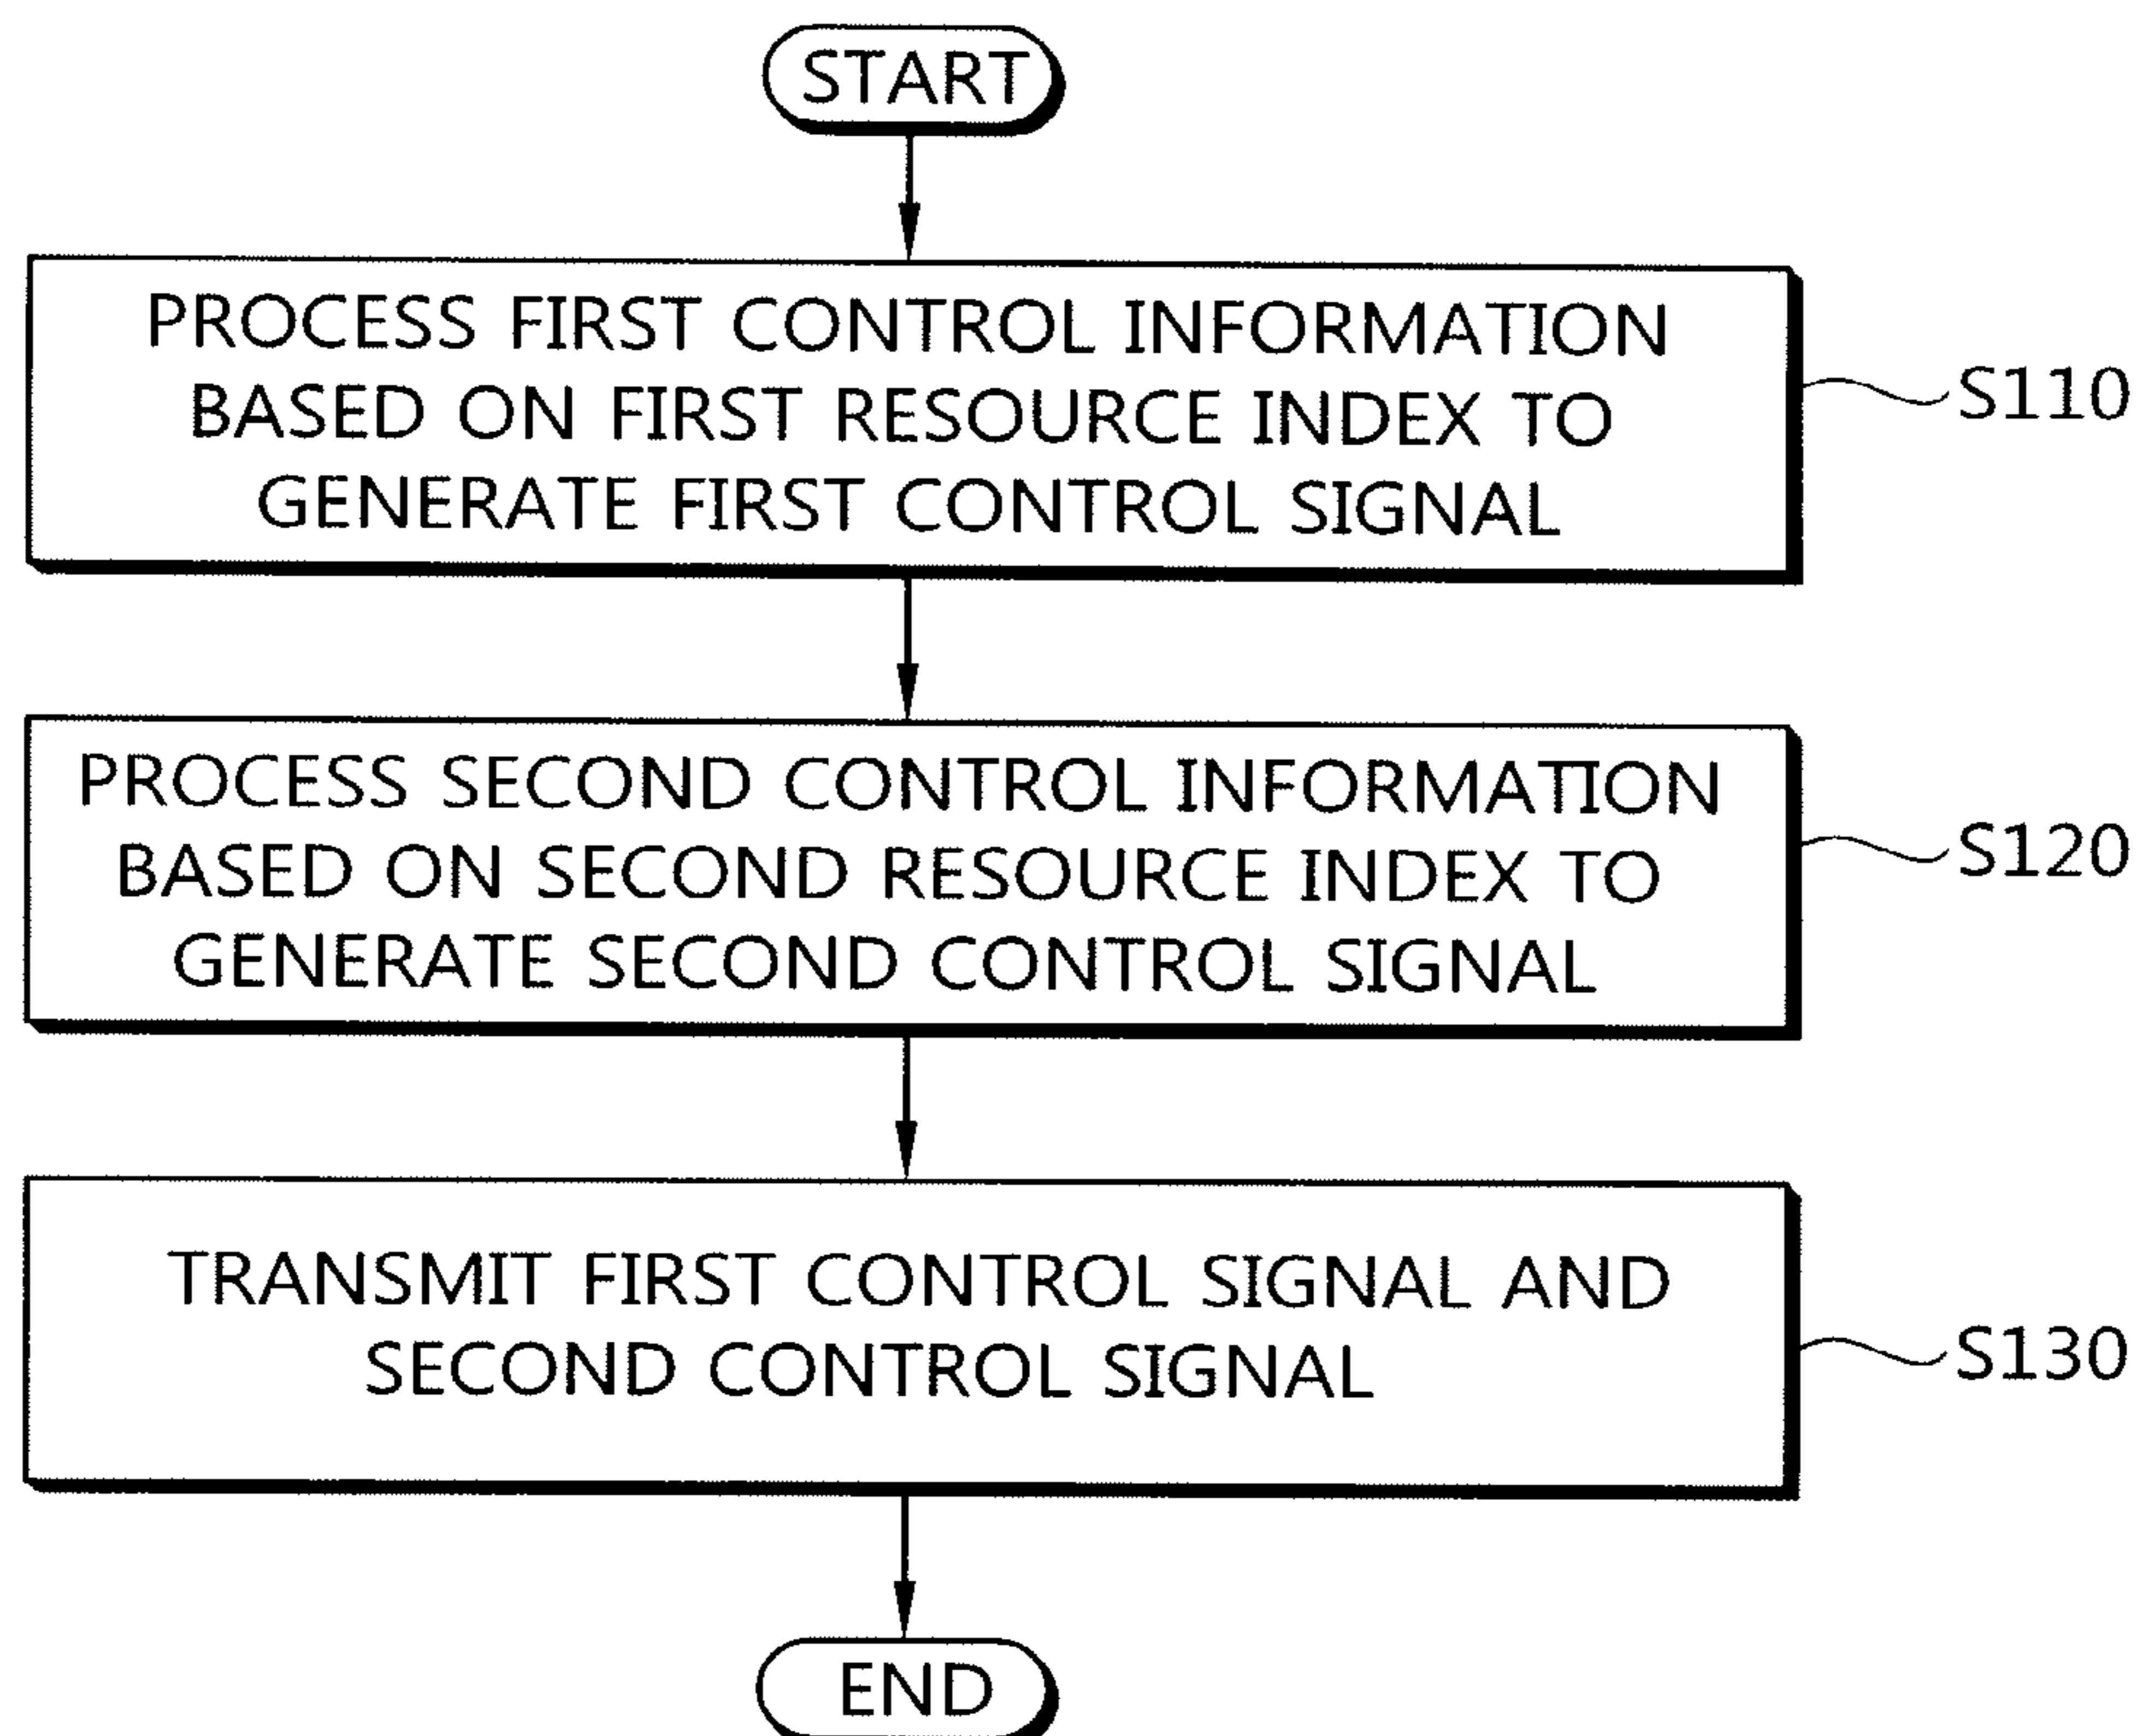 START
PROCESS FIRST CONTROL INFORMATION
BASED ON FIRST RESOURCE INDEX TO
GENERATE FIRST CONTROL SIGNAL
S110
PROCESS SECOND CONTROL INFORMATION
BASED ON SECOND RESOURCE INDEX TO
GENERATE SECOND CONTROL SIGNAL
S120
TRANSMIT FIRST CONTROL SIGNAL AND
SECOND CONTROL SIGNAL
S130
END